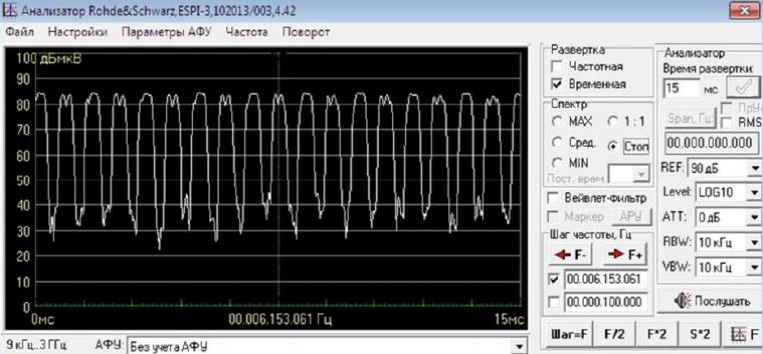 Анализатор Rohde&Schwarz,ESPI-3,102013/003,4.42
Файл Настройки Параметры АФУ Частота Поворот
100 дБмкВ
90
80
70
60
50
40
30
20
10
0
0мс 00.006.153.061 Гц 15мс
9 кГц..3 ГГц АФУ: Без учета АФУ
Развертка
Частотная
Временная
Спектр
MAX 1 : 1
Сред. Стоп
MIN
Пост. врем.
Вейвлет-фильтр
Маркер АРУ
Шаг частоты, Гц
F- F+
00.006.153.061
00.000.100.000
Шаг=F F/2 F*2 S*2 F
Анализатор
Время развертки:
15 мс
Span, Гц:
RMS
00.000.000.000
REF: 90 дБ
Level: LOG10
ATT: 0 дБ
RBW: 10 кГц
VBW: 10 кГц
Послушать